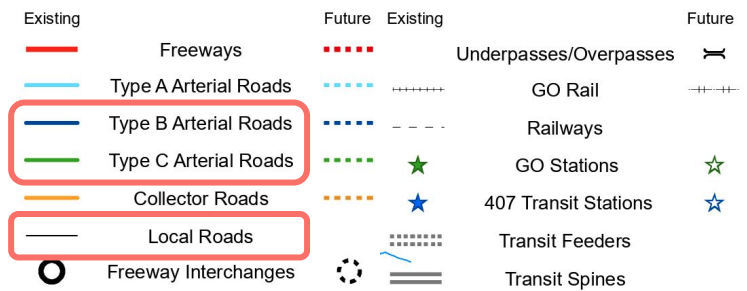 Existing Future Existing Future
Freeways
Underpasses/Overpasses
Type A Arterial Roads
GO Rail
Type B Arterial Roads
Railways
Type C Arterial Roads
GO Stations
Collector Roads
407 Transit Stations
Local Roads
Transit Feeders
Freeway Interchanges
Transit Spines